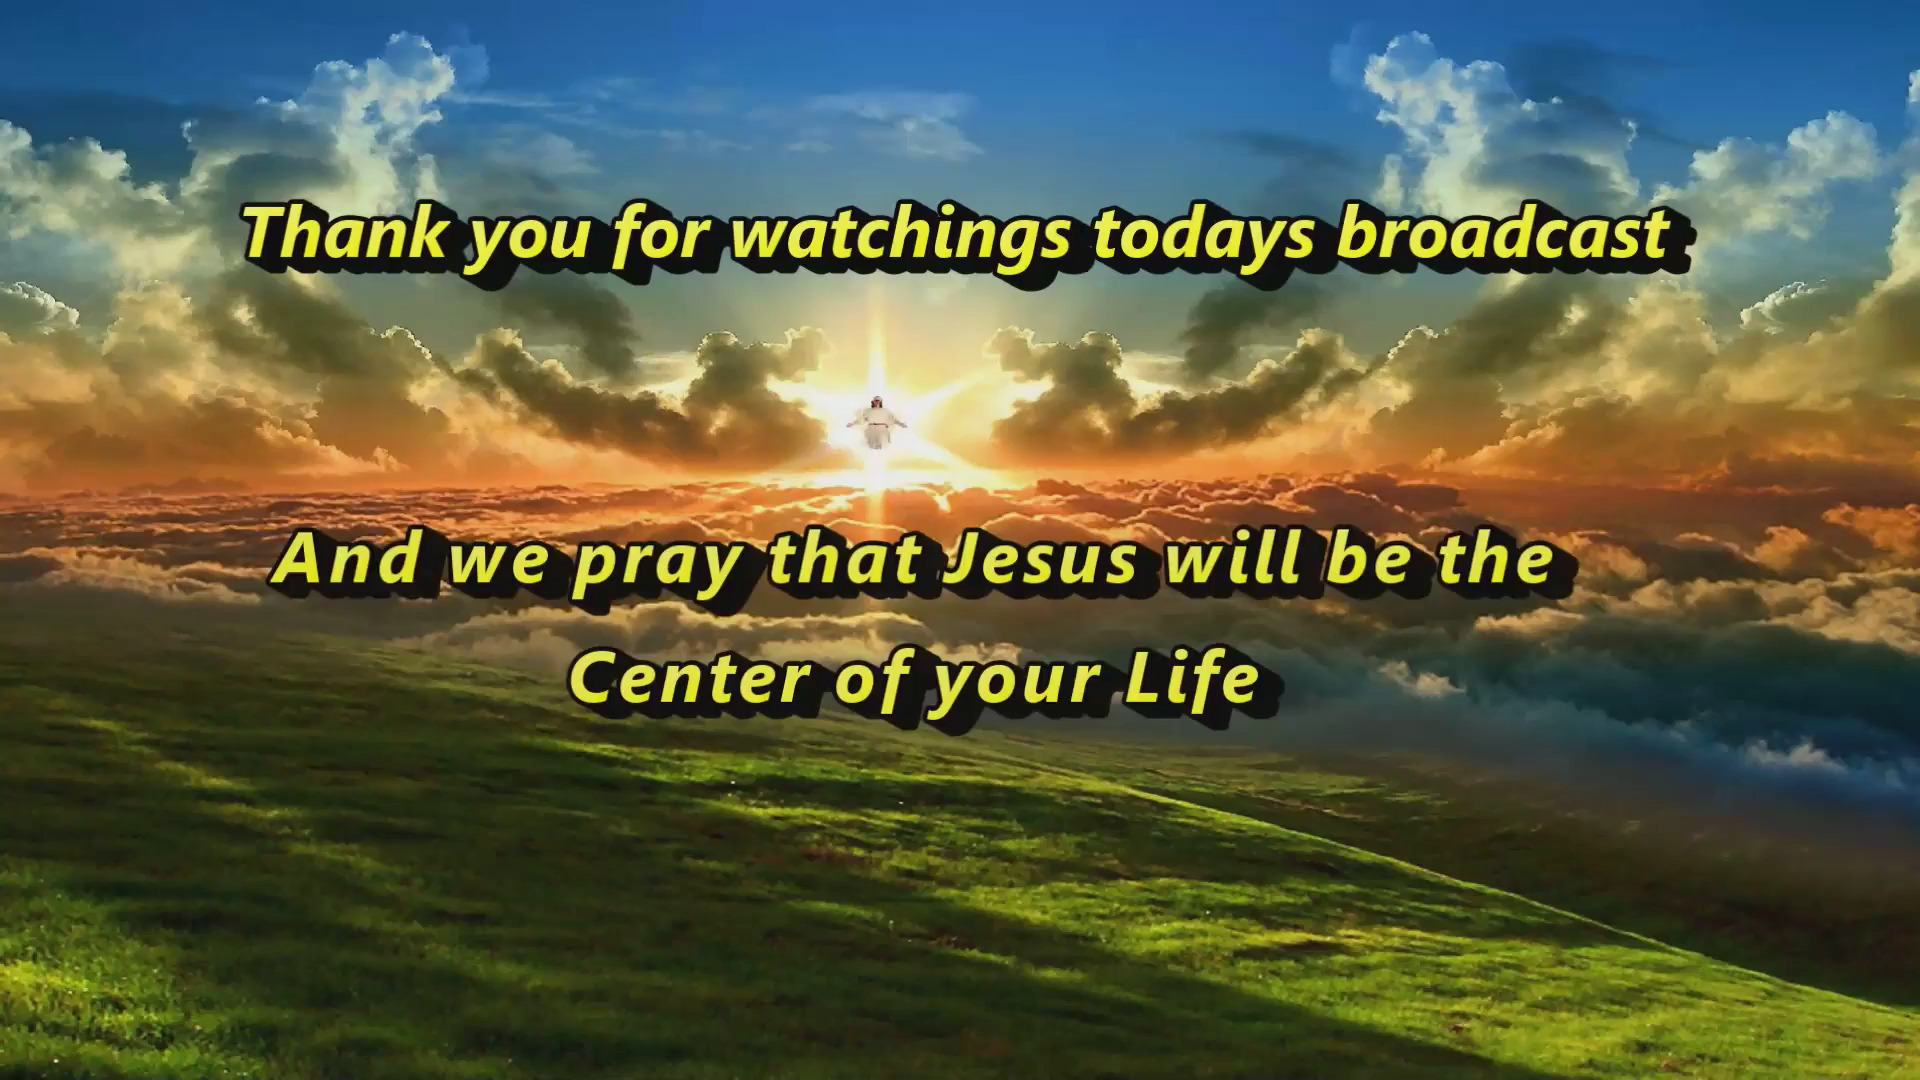 Thank you for watchings todays broadcast
And we pray that Jesus will be the
Center of your Life